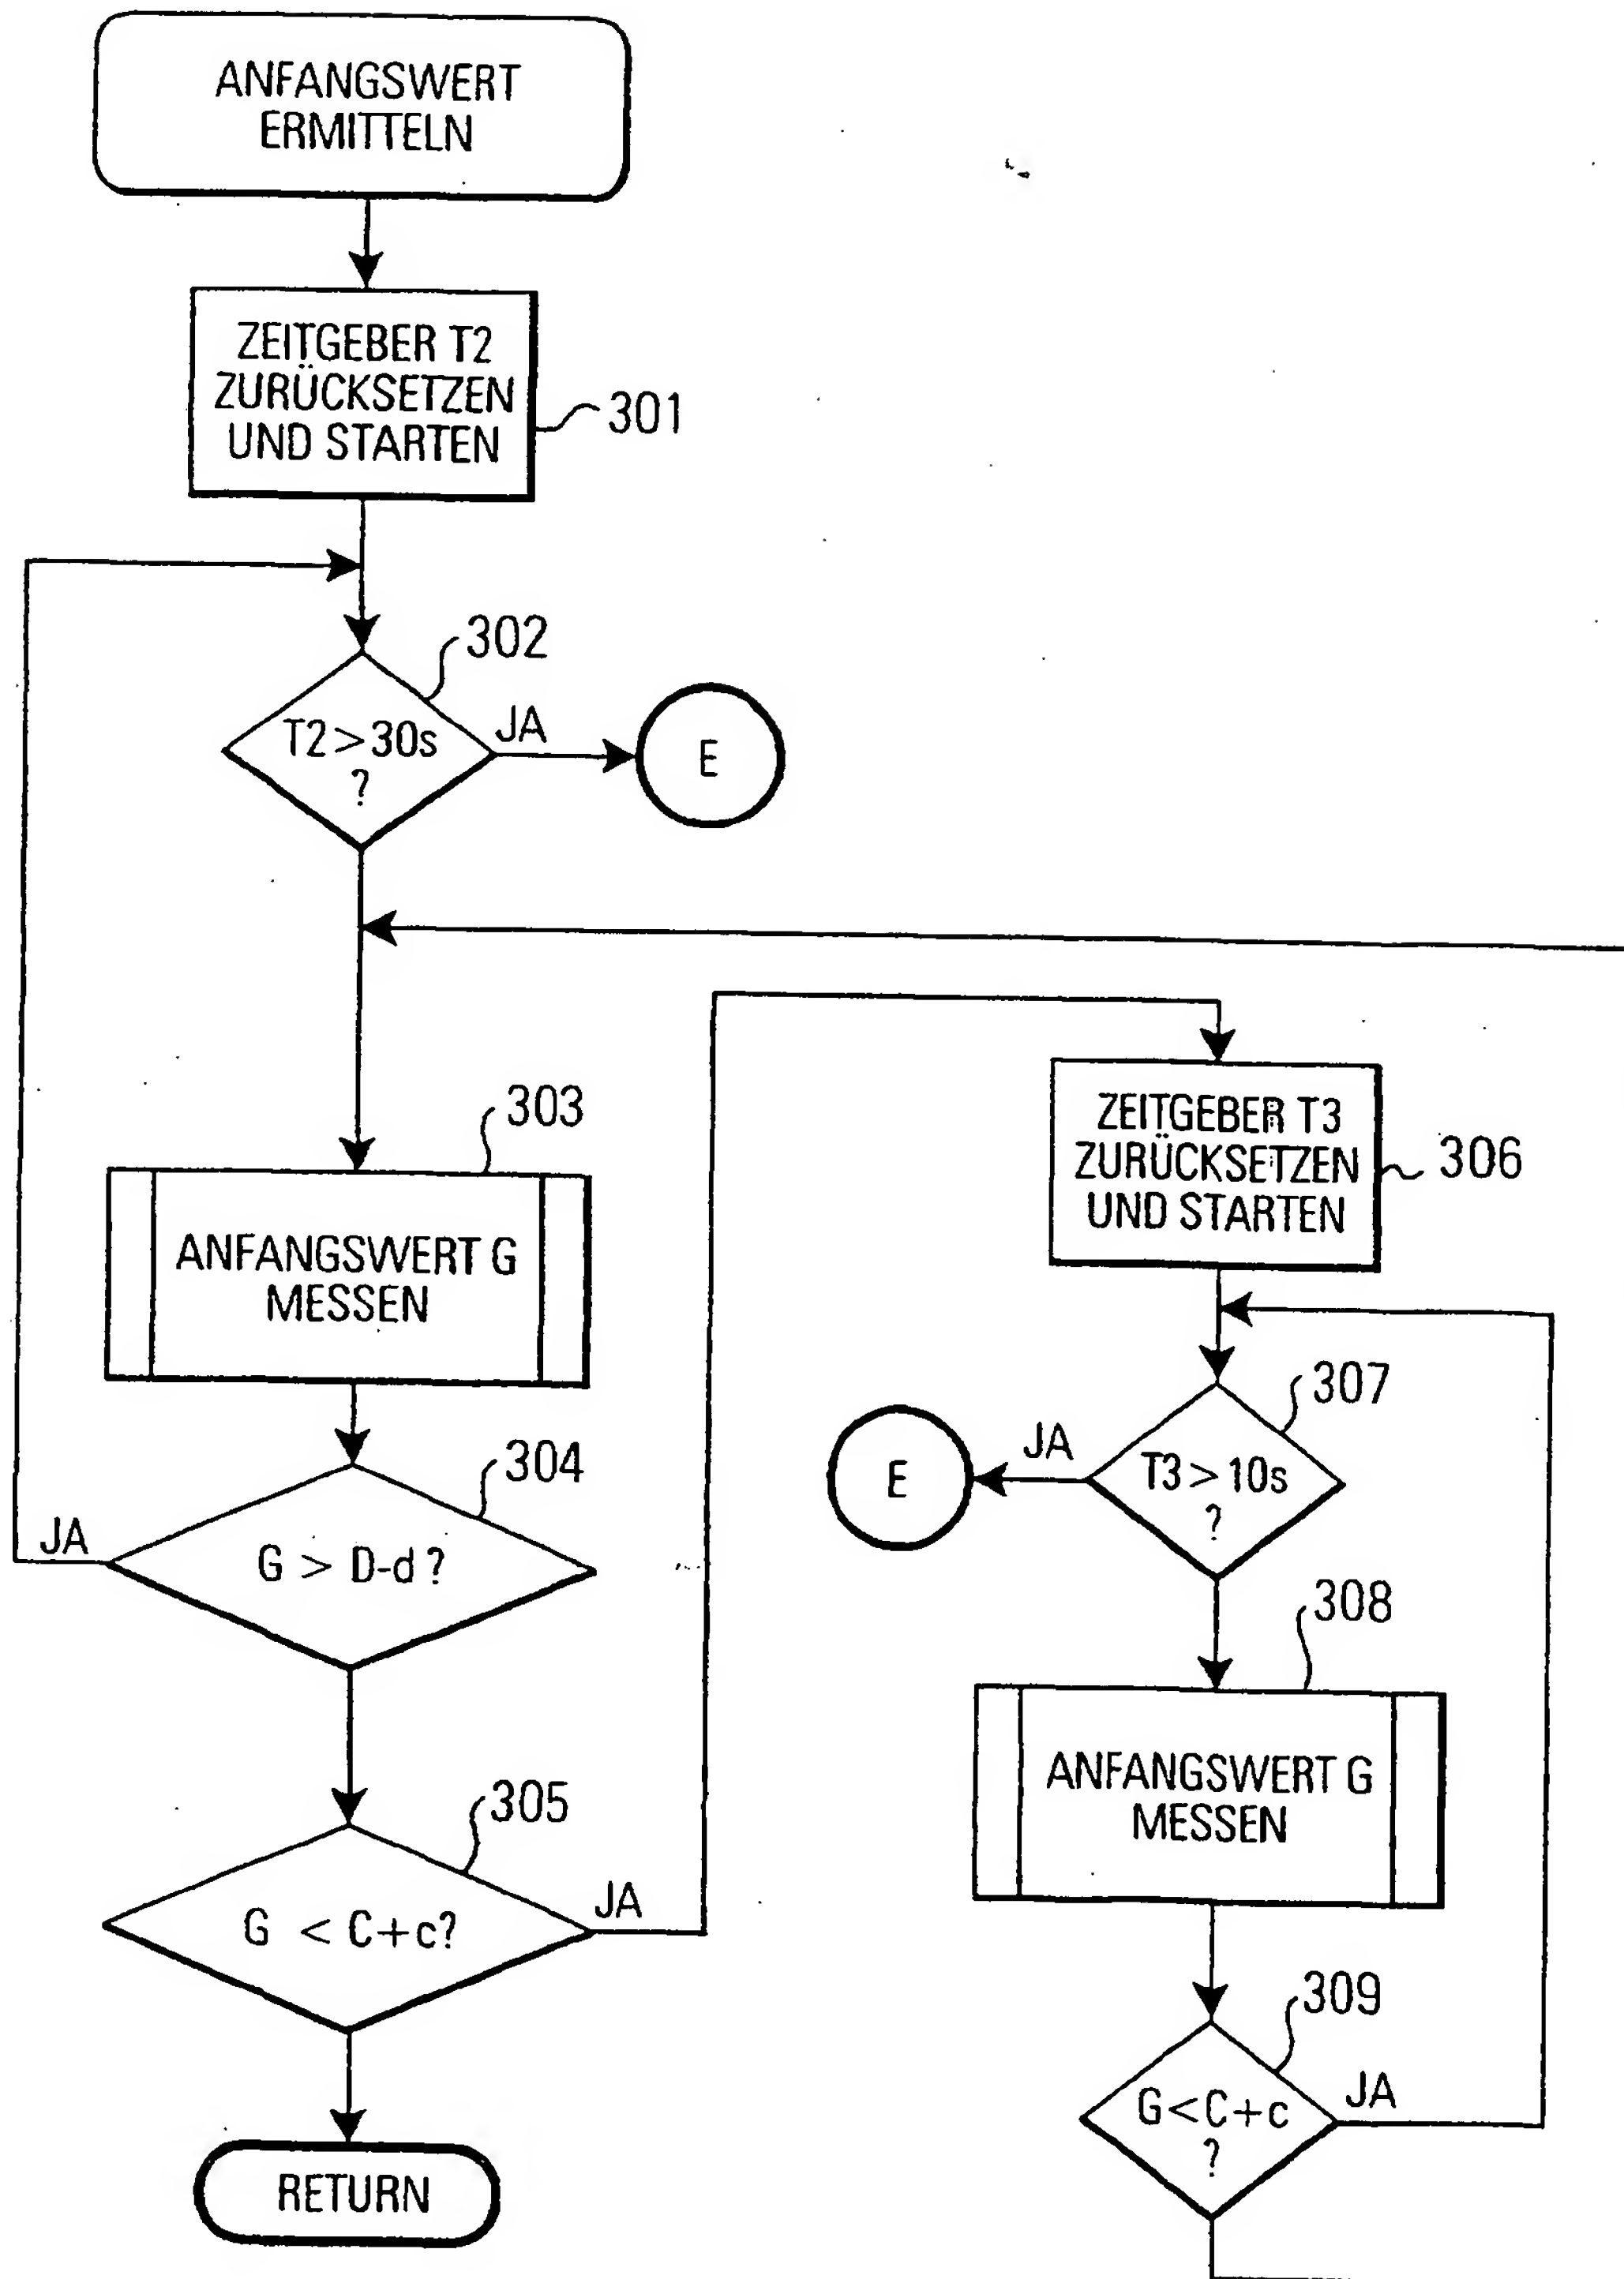 ANFANGSWERT
ERMITTELN
ZEITGEBER T2
ZURÜCKSETZEN
UND STARTEN
301
302
T2>30s
?
JA
E
303
ANFANGSWERT G
MESSEN
304
G > D-d ?
JA
305
G < C+c?
JA
RETURN
ZEITGEBER T3
ZURÜCKSETZEN
UND STARTEN
306
307
T3>10s
?
JA
E
308
ANFANGSWERT G
MESSEN
309
G<C+c
?
JA